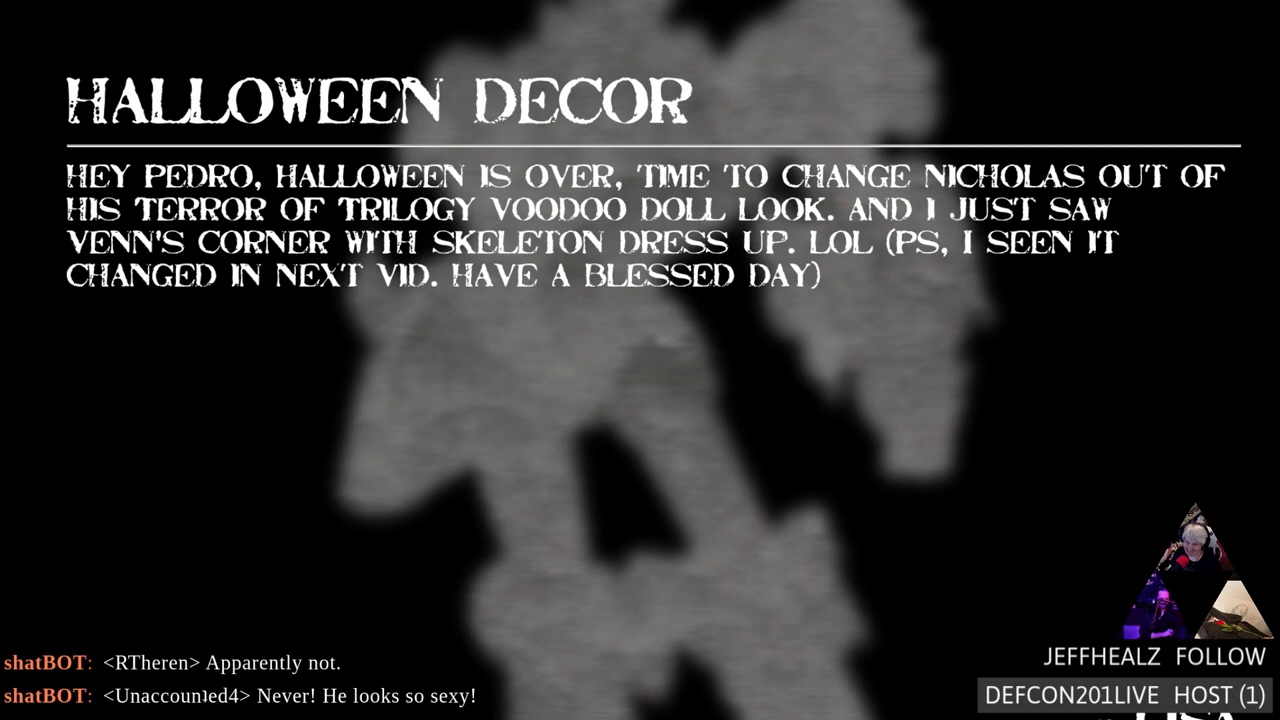 HALLOWEEN DECOR
HEY PEDRO, HALLOWEEN IS OVER, TIME TO CHANGE NICHOLAS OUT OF
HIS TERROR OF TRILOGY VOODOO DOLL LOOK. AND I JUST SAW
VENN'S CORNER WITH SKELETON DRESS UP. LOL (PS, I SEEN IT
CHANGED IN NEXT VID. HAVE A BLESSED DAY)
shatBOT: <RTheren> Apparently not.
shatBOT: <Unaccoun1ed4> Never! He looks so sexy!
JEFFHEALZ FOLLOW
DEFCON201LIVE HOST (1)